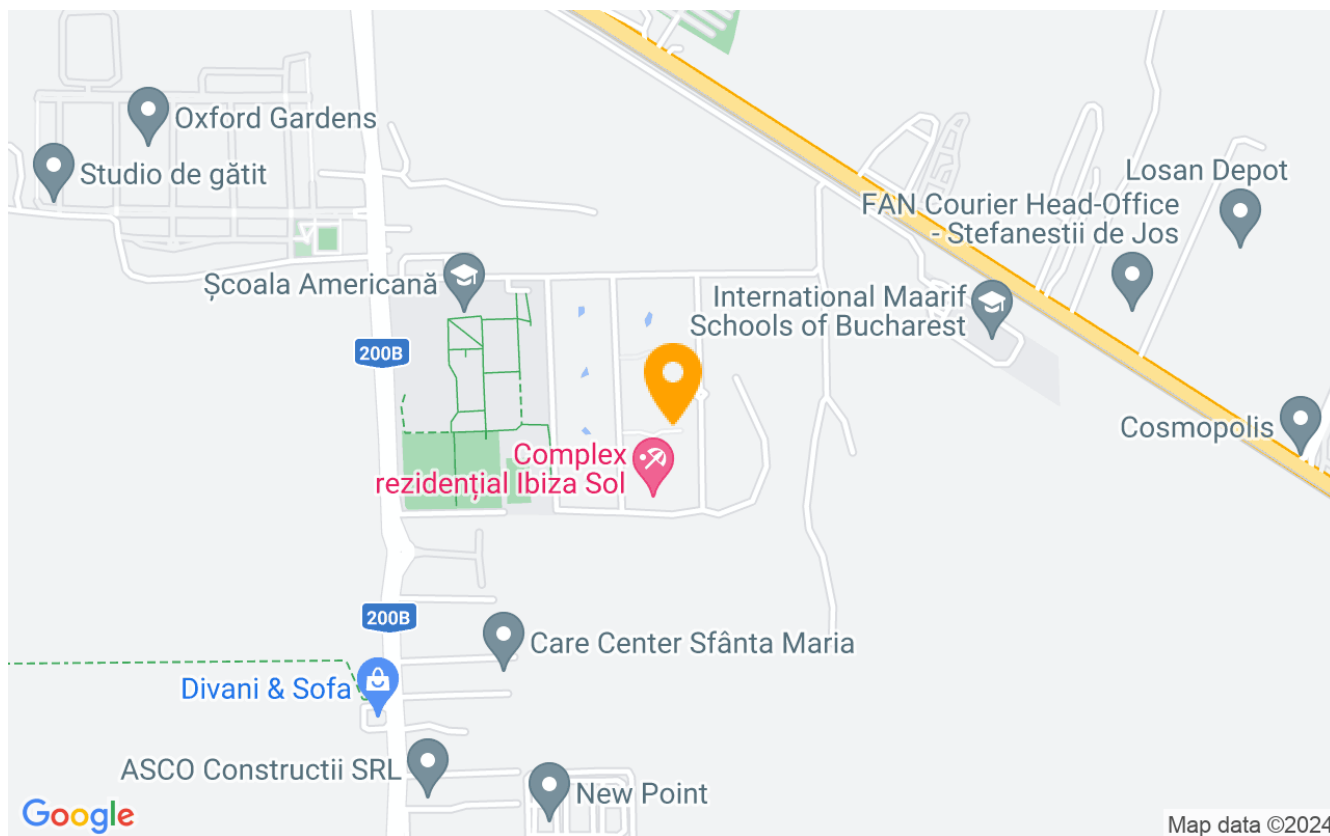 Oxford Gardens
Studio de gătit
Losan Depot
FAN Courier Head-Office
- Stefanestii de Jos
Școala Americană
International Maarif
Schools of Bucharest
200B
Cosmopolis
Complex
rezidențial Ibiza Sol
200B
Care Center Sfânta Maria
Divani & Sofa
ASCO Constructii SRL
New Point
Google
Map data ©2024